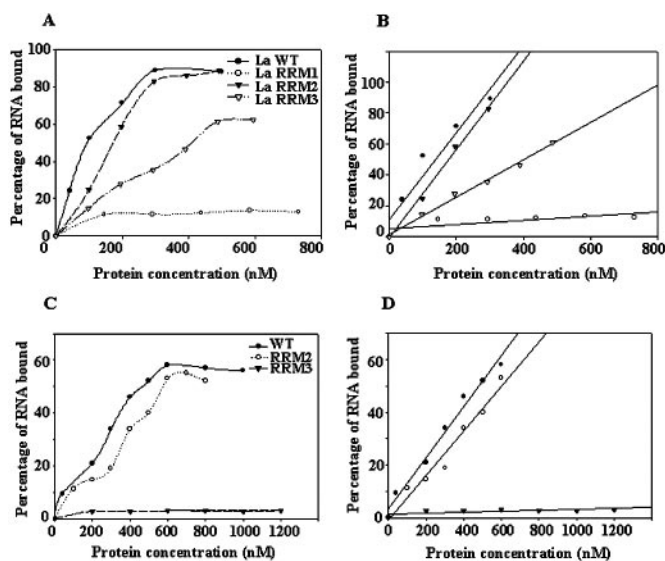 A
B
100
80
60
40
20
0
0
200
400
600
800
Percentage of RNA bound
Protein concentration (nM)
La WT
La RRM1
La RRM2
La RRM3
100
80
60
40
20
0
0
200
400
600
800
Percentage of RNA bound
Protein concentration (nM)
C
D
60
40
20
0
0
200
400
600
800
1000
1200
Percentage of RNA bound
Protein concentration (nM)
WT
RRM2
RRM3
60
40
20
0
0
200
400
600
800
1000
1200
Percentage of RNA bound
Protein concentration (nM)